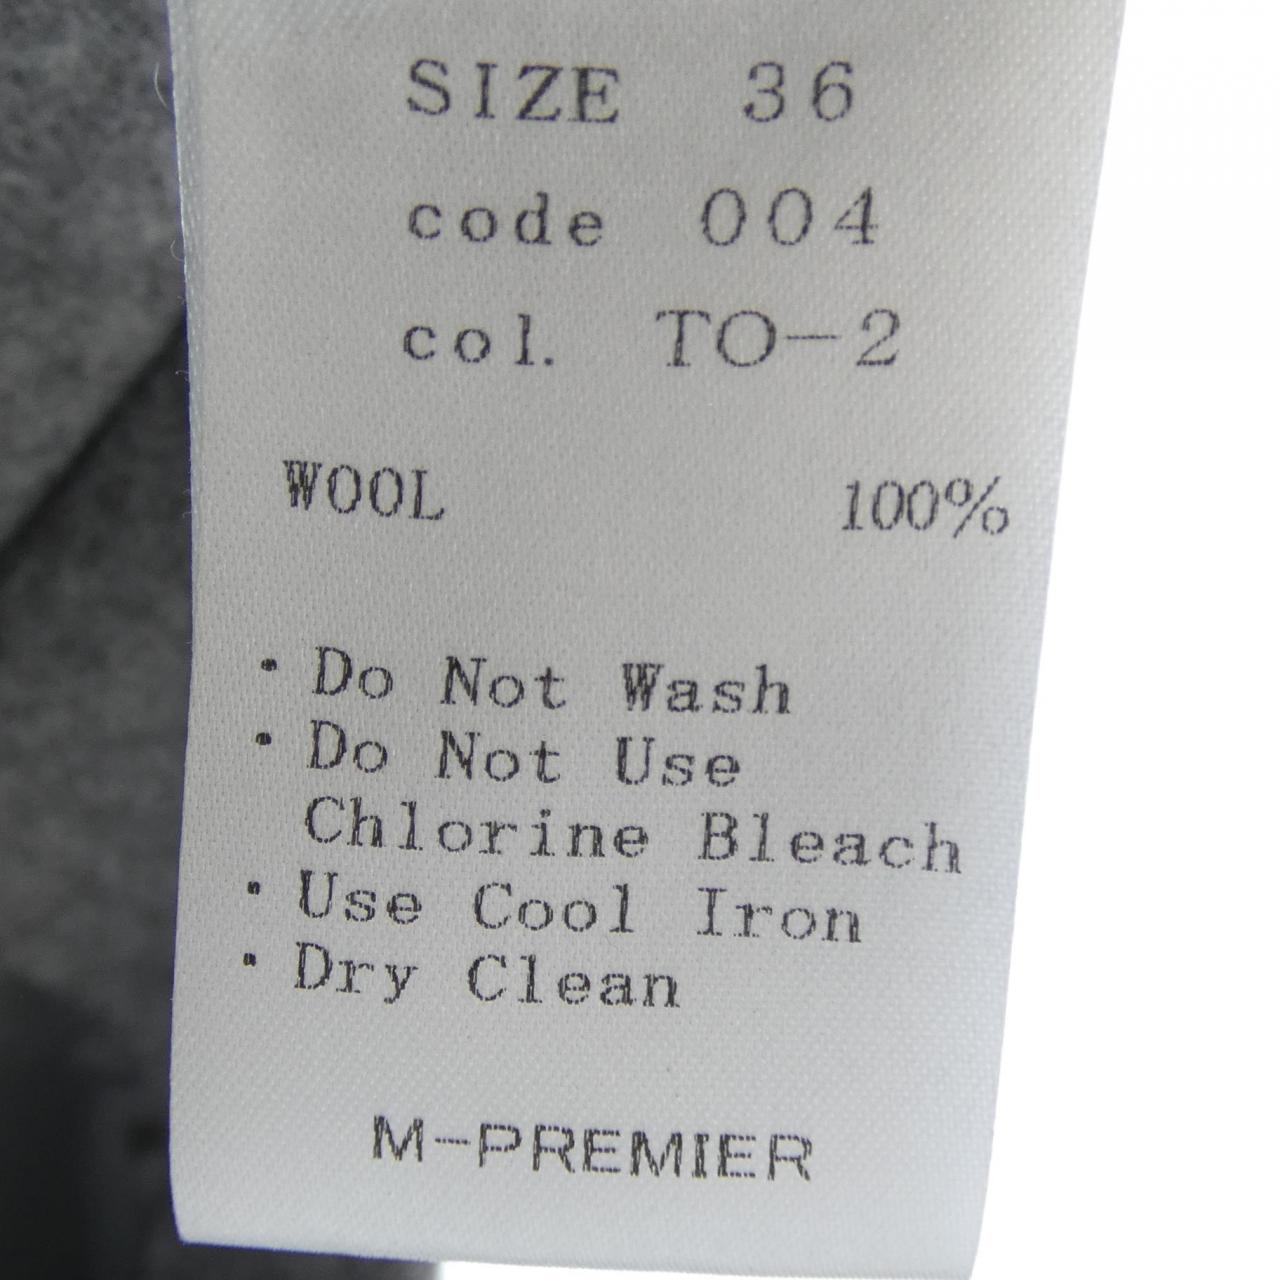 SIZE 36
code 004
col. TO-2
WOOL 100%
・Do Not Wash
・Do Not Use
Chlorine Bleach
・Use Cool Iron
・Dry Clean
M-PREMIER